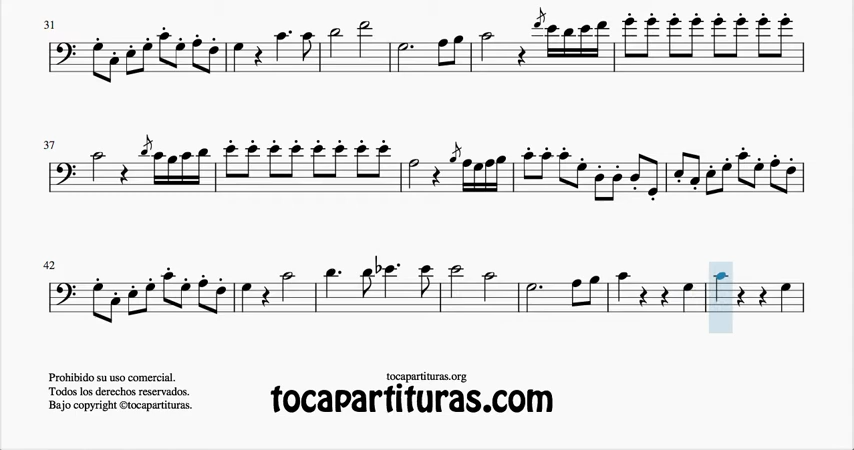 31
37
42
Prohibido su uso comercial.
Todos los derechos reservados.
Bajo copyright ©tocapartituras.
tocapartituras.org
tocapartituras.com